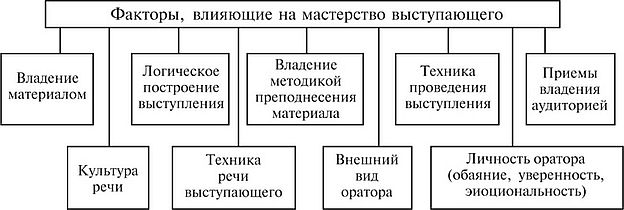 Факторы, влияющие на мастерство выступающего
Владение
материалом
Логическое
построение
выступления
Владение
методикой
преподнесения
материала
Техника
проведения
выступления
Приемы
владения
аудиторией
Культура
речи
Техника
речи
выступающего
Внешний
вид
оратора
Личность оратора
(обаяние, уверенность,
эиоциональность)